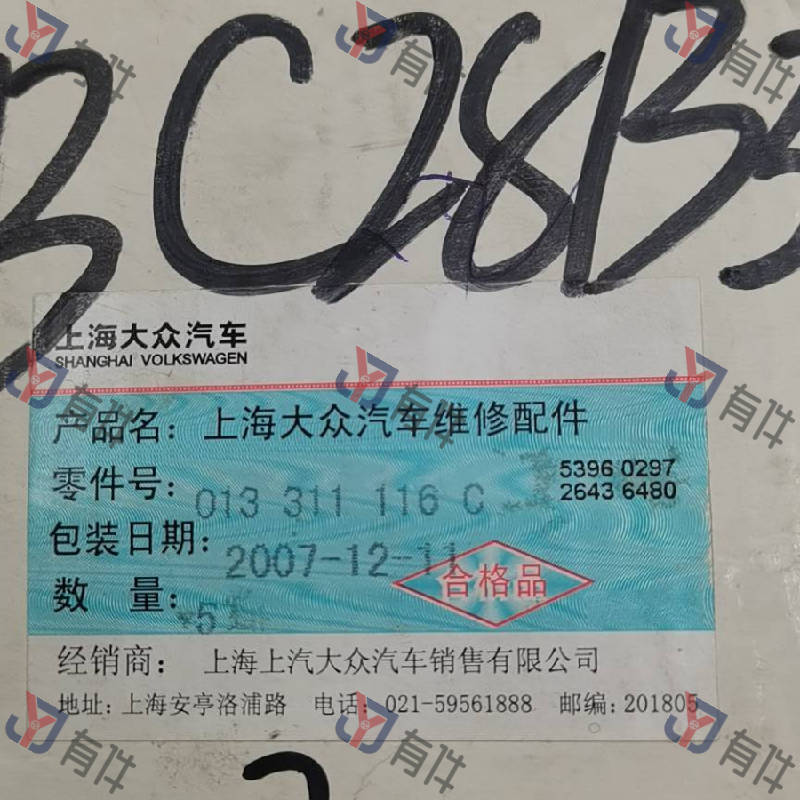 BC28B3
上海大众汽车
SHANGHAI VOLKSWAGEN
产品名：上海大众汽车维修配件
零件号：013 311 116 C
5396 0297
2643 6480
包装日期：2007-12-11
合格品
数 量：*5
经销商：上海上汽大众汽车销售有限公司
地址：上海安亭洛浦路 电话：021-59561888 邮编：201805
有件